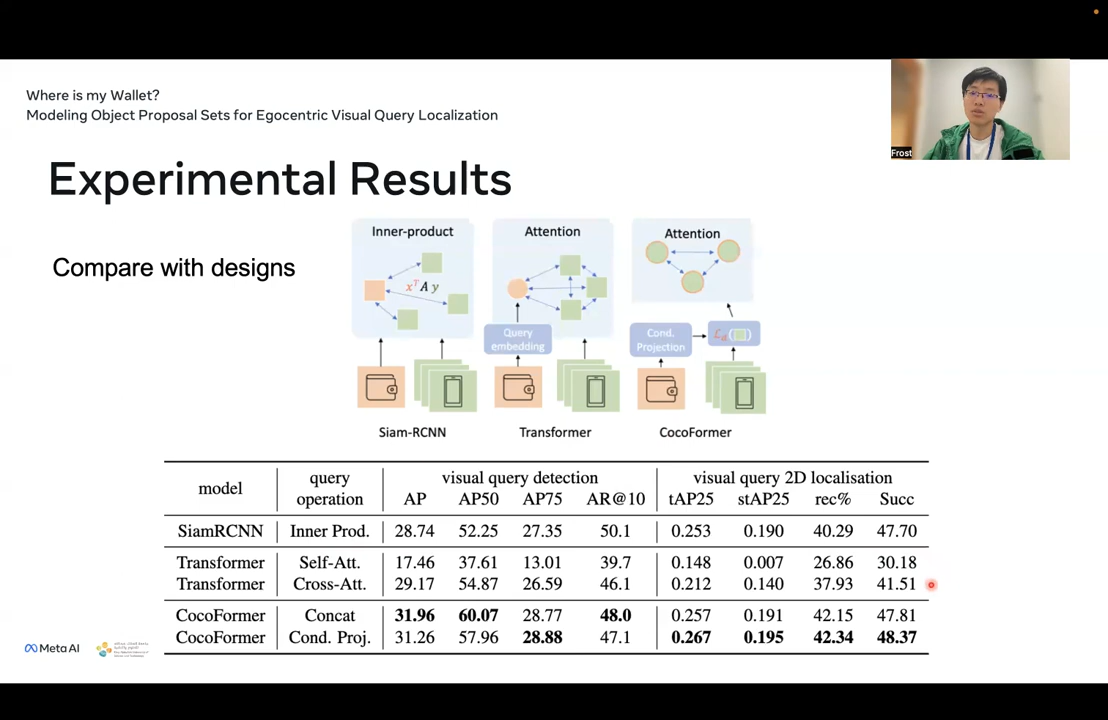 Where is my Wallet?
Modeling Object Proposal Sets for Egocentric Visual Query Localization
Frost
Experimental Results
Compare with designs
Inner-product Attention Attention
xᵀ A y
Query embedding
Cond. Projection
Siam-RCNN Transformer CocoFormer
model query operation visual query detection visual query 2D localisation
AP AP50 AP75 AR@10 tAP25 stAP25 rec% Succ
SiamRCNN Inner Prod. 28.74 52.25 27.35 50.1 0.253 0.190 40.29 47.70
Transformer Self-Att. 17.46 37.61 13.01 39.7 0.148 0.007 26.86 30.18
Transformer Cross-Att. 29.17 54.87 26.59 46.1 0.212 0.140 37.93 41.51
CocoFormer Concat 31.96 60.07 28.77 48.0 0.257 0.191 42.15 47.81
CocoFormer Cond. Proj. 31.26 57.96 28.88 47.1 0.267 0.195 42.34 48.37
Meta AI